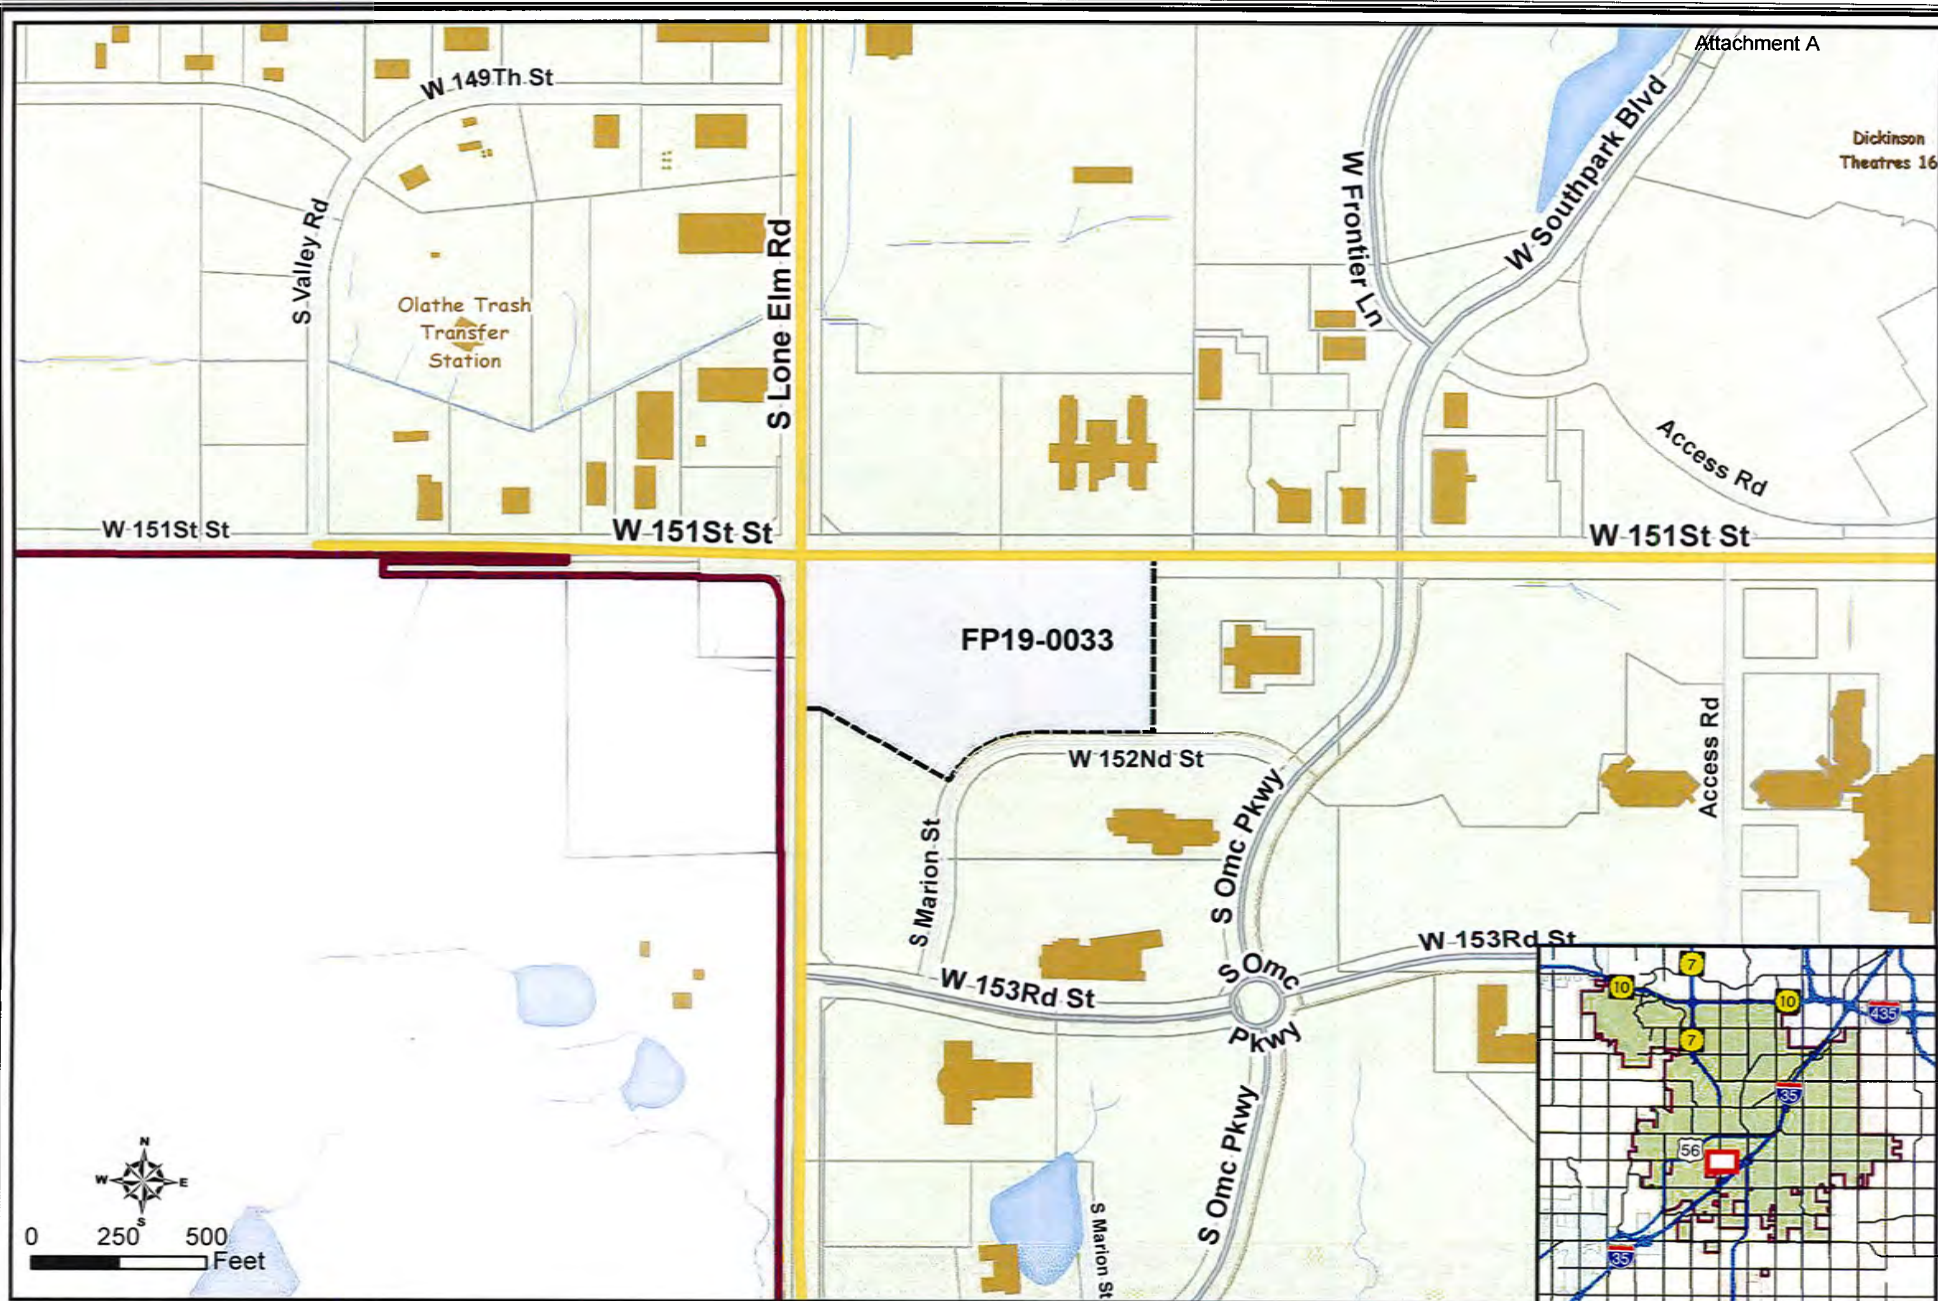 Attachment A
W 149Th St
Dickinson
Theatres 16
W Southpark Blvd
W Frontier Ln
S Valley Rd
S Lone Elm Rd
Olathe Trash
Transfer
Station
Access Rd
W 151St St
W 151St St
W 151St St
FP19-0033
W 152Nd St
Access Rd
S Omc Pkwy
S Marion St
W 153Rd St
W 153Rd St
S Omc
Pkwy
S Omc Pkwy
S Marion St
N
W
E
S
0
250
500
Feet
7
10
10
435
7
35
56
35